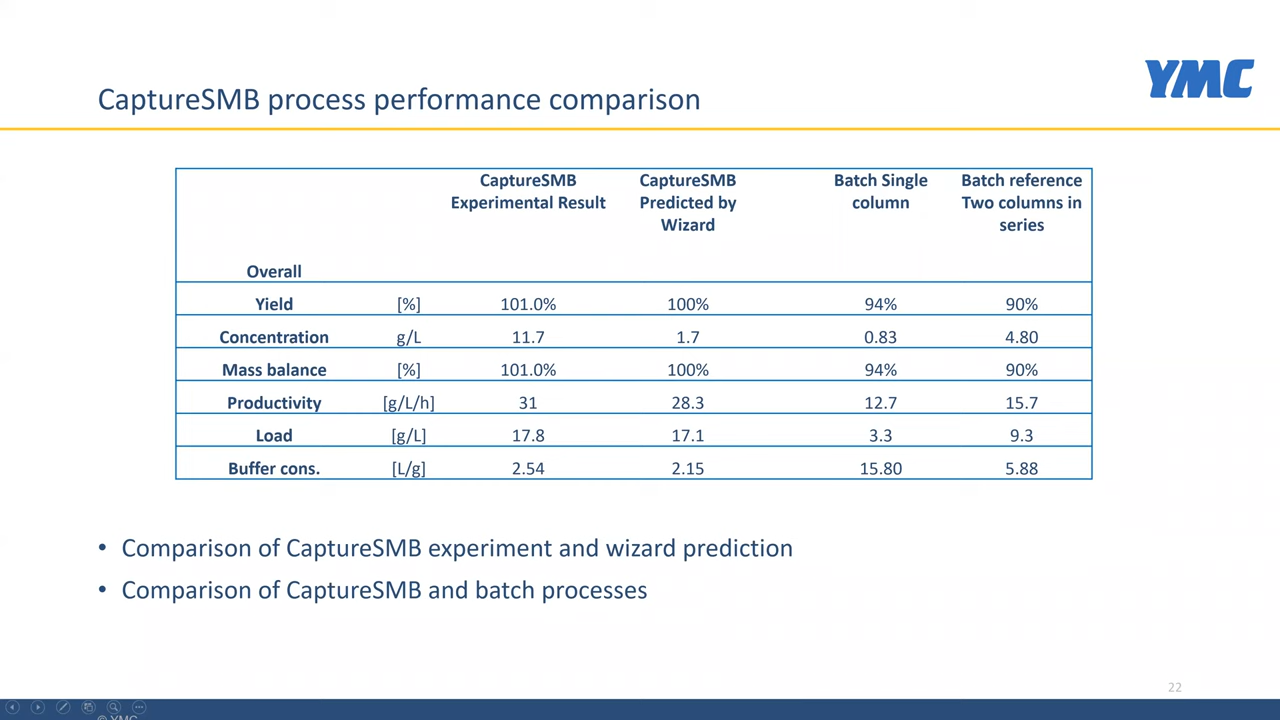 YMC
CaptureSMB process performance comparison
CaptureSMB Experimental Result CaptureSMB Predicted by Wizard Batch Single column Batch reference Two columns in series
Overall
Yield [%] 101.0% 100% 94% 90%
Concentration g/L 11.7 1.7 0.83 4.80
Mass balance [%] 101.0% 100% 94% 90%
Productivity [g/L/h] 31 28.3 12.7 15.7
Load [g/L] 17.8 17.1 3.3 9.3
Buffer cons. [L/g] 2.54 2.15 15.80 5.88
• Comparison of CaptureSMB experiment and wizard prediction
• Comparison of CaptureSMB and batch processes
22
© YMC